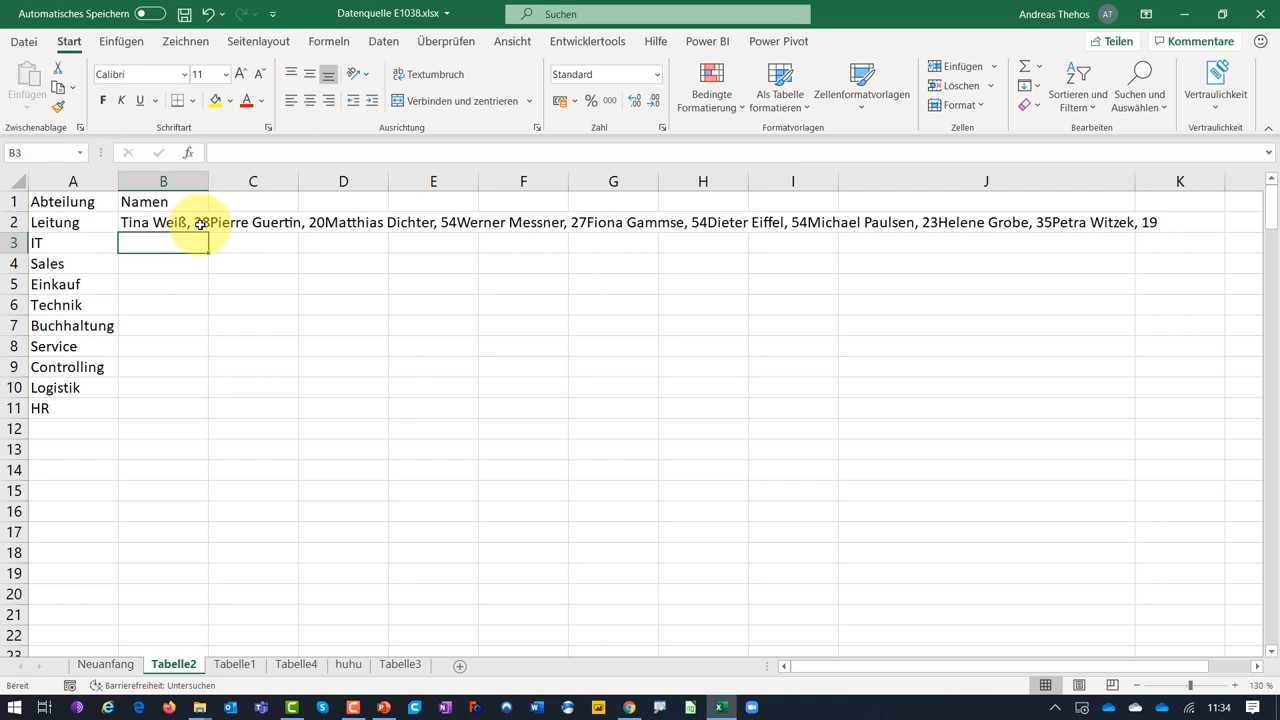 Automatisches Speichern Datenquelle E1038.xlsx Suchen Andreas Thehos AT
Datei Start Einfügen Zeichnen Seitenlayout Formeln Daten Überprüfen Ansicht Entwicklertools Hilfe Power BI Power Pivot Teilen Kommentare
Einfügen Calibri 11 Textumbruch Standard Bedingte Formatierung Als Tabelle formatieren Zellenformatvorlagen Einfügen Löschen Format Sortieren und Filtern Suchen und Auswählen Vertraulichkeit
F K U Verbinden und zentrieren % 000
Zwischenablage Schriftart Ausrichtung Zahl Formatvorlagen Zellen Bearbeiten Vertraulichkeit
B3 fx
A B C D E F G H I J K
1 Abteilung Namen
2 Leitung Tina Weiß, 28Pierre Guertin, 20Matthias Dichter, 54Werner Messner, 27Fiona Gammse, 54Dieter Eiffel, 54Michael Paulsen, 23Helene Grobe, 35Petra Witzek, 19
3 IT
4 Sales
5 Einkauf
6 Technik
7 Buchhaltung
8 Service
9 Controlling
10 Logistik
11 HR
12
13
14
15
16
17
18
19
20
21
22
23
Neuanfang Tabelle2 Tabelle1 Tabelle4 huhu Tabelle3
Bereit Barrierefreiheit: Untersuchen 130 %
11:34